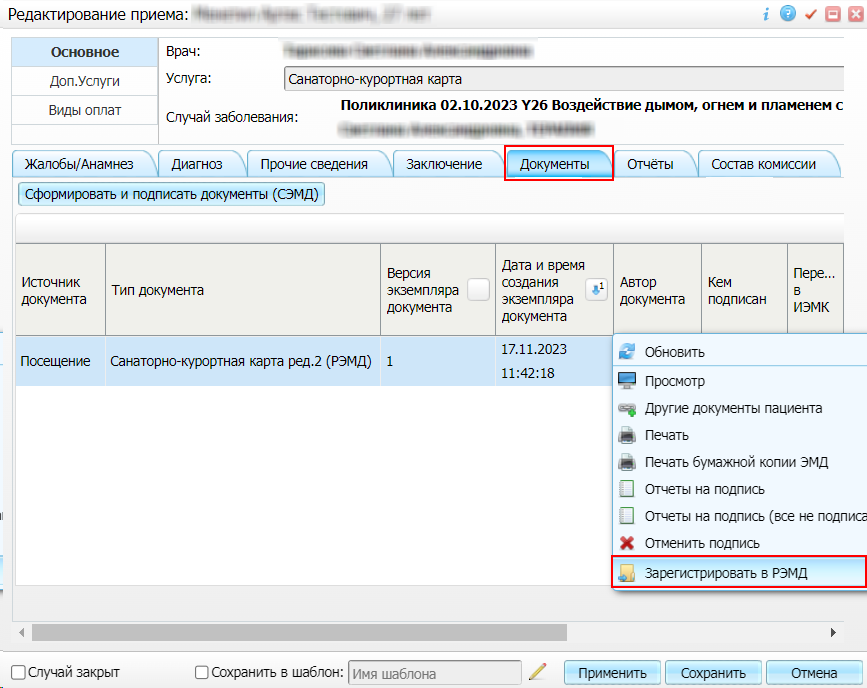 Редактирование приема:
Основное
Доп.Услуги
Виды оплат
Врач:
Услуга:
Санаторно-курортная карта
Случай заболевания:
Поликлиника 02.10.2023 Y26 Воздействие дымом, огнем и пламенем с
Жалобы/Анамнез Диагноз Прочие сведения Заключение Документы Отчёты Состав комиссии
Сформировать и подписать документы (СЭМД)
Источник
документа
Тип документа
Версия
экземпляра
документа
Дата и время
создания
экземпляра
документа
1
Автор
документа
Кем
подписан
Пере...
в
ИЭМК
Посещение Санаторно-курортная карта ред.2 (РЭМД) 1
17.11.2023
11:42:18
Обновить
Просмотр
Другие документы пациента
Печать
Печать бумажной копии ЭМД
Отчеты на подпись
Отчеты на подпись (все не подписа
Отменить подпись
Зарегистрировать в РЭМД
Случай закрыт Сохранить в шаблон: Имя шаблона Применить Сохранить Отмена